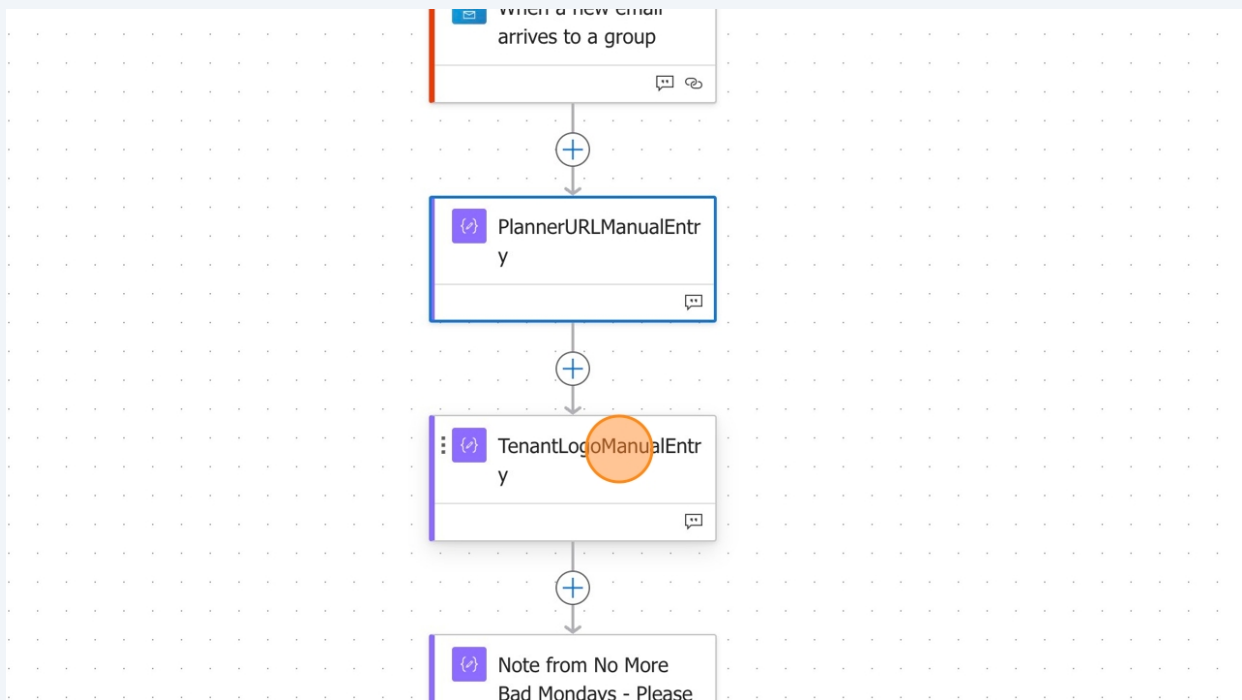 When a new email
arrives to a group
PlannerURLManualEntr
y
TenantLogoManualEntr
y
Note from No More
Bad Mondays - Please